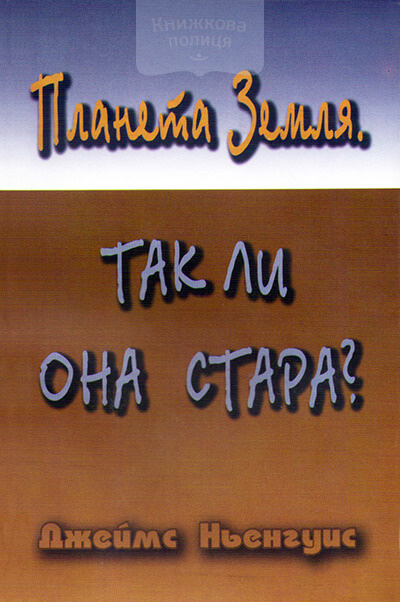 Книжкова
полиця
Планета Земля.
ТАК ЛИ
ОНА СТАРА?
Джеймс Ньенгуис